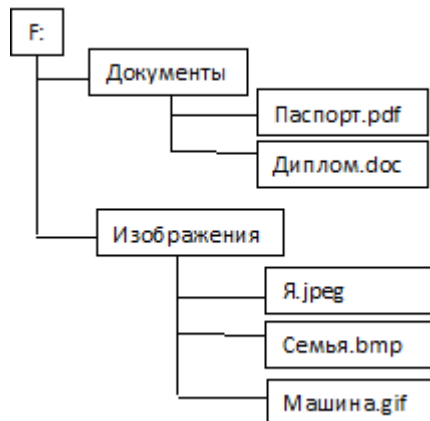 F:
Документы
Паспорт.pdf
Диплом.doc
Изображения
Я.jpeg
Семья.bmp
Машина.gif